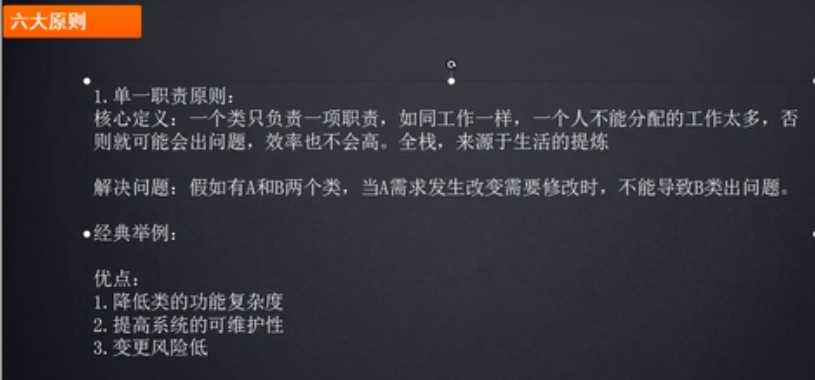 六大原则
1.单一职责原则：
核心定义：一个类只负责一项职责，如同工作一样，一个人不能分配的工作太多，否
则就可能会出问题，效率也不会高。全栈，来源于生活的提炼
解决问题：假如有A和B两个类，当A需求发生改变需要修改时，不能导致B类出问题。
经典举例：
优点：
1.降低类的功能复杂度
2.提高系统的可维护性
3.变更风险低